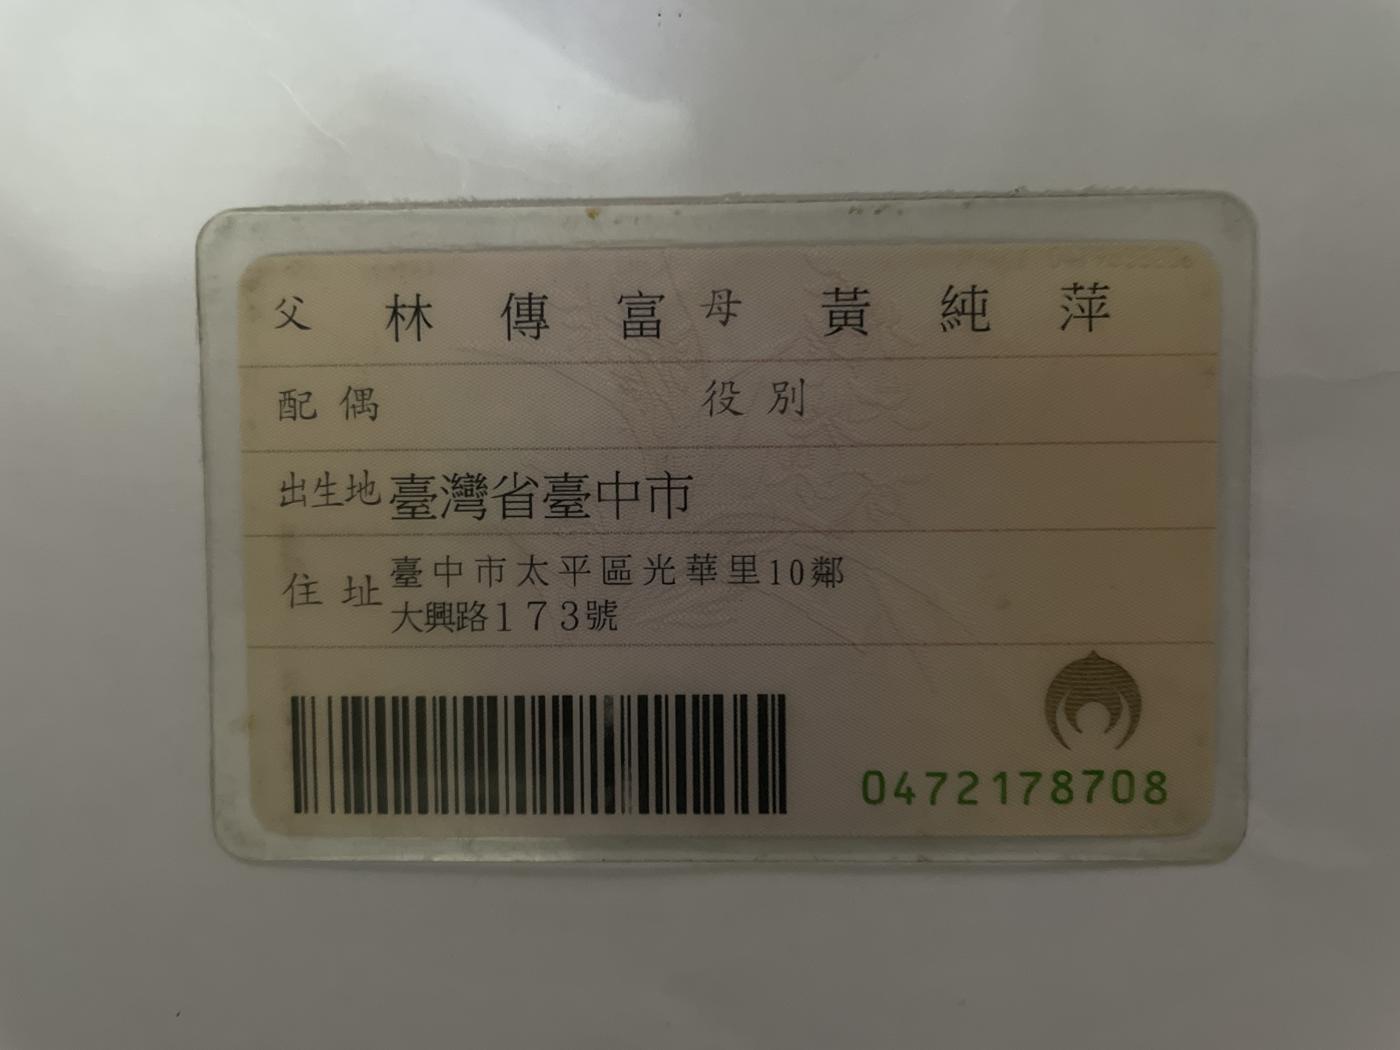 父 林傳富 母 黃純萍
配偶 役別
出生地 臺灣省臺中市
住址 臺中市太平區光華里10鄰
大興路173號
0472178708